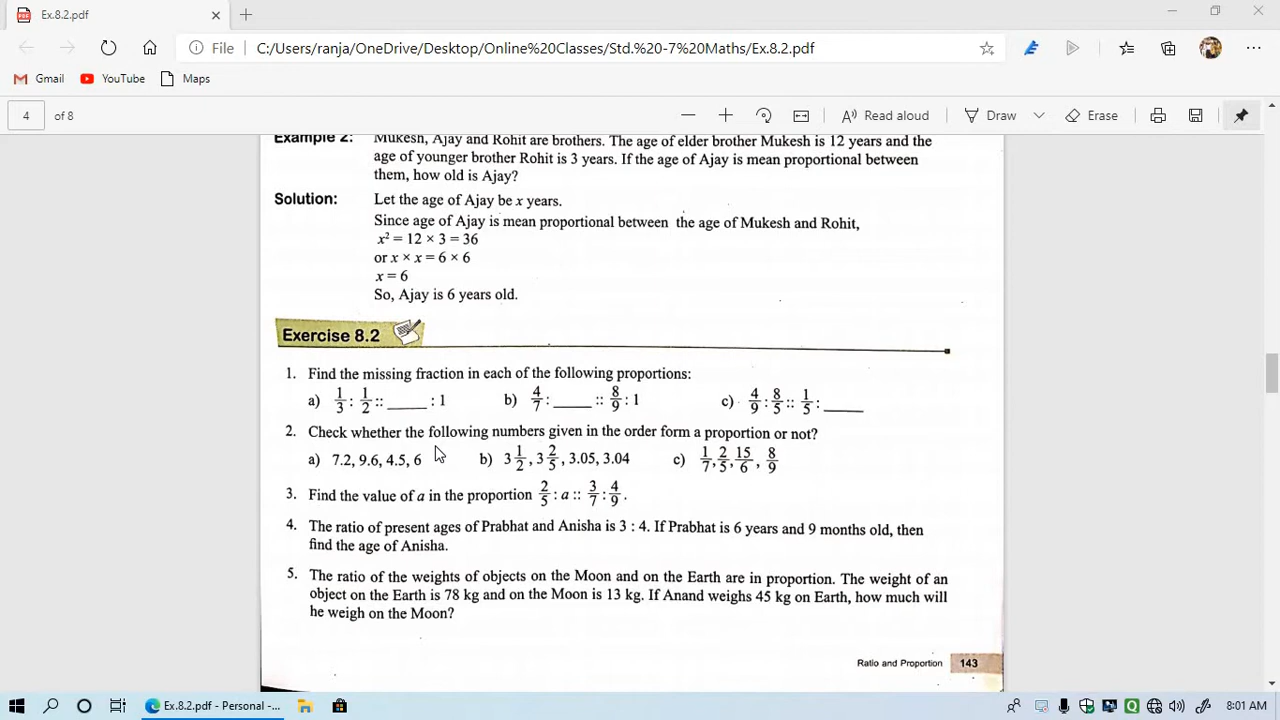 Ex.8.2.pdf
File C:/Users/ranja/OneDrive/Desktop/Online%20Classes/Std.%20-7%20Maths/Ex.8.2.pdf
Gmail YouTube Maps
4 of 8 Read aloud Draw Erase
Example 2: Mukesh, Ajay and Rohit are brothers. The age of elder brother Mukesh is 12 years and the
age of younger brother Rohit is 3 years. If the age of Ajay is mean proportional between
them, how old is Ajay?
Solution: Let the age of Ajay be x years.
Since age of Ajay is mean proportional between the age of Mukesh and Rohit,
x² = 12 × 3 = 36
or x × x = 6 × 6
x = 6
So, Ajay is 6 years old.
Exercise 8.2
1. Find the missing fraction in each of the following proportions:
a) 1/3 : 1/2 :: _____ : 1 b) 4/7 : _____ :: 8/9 : 1 c) 4/9 : 8/5 :: 1/5 : _____
2. Check whether the following numbers given in the order form a proportion or not?
a) 7.2, 9.6, 4.5, 6 b) 3 1/2, 3 2/5, 3.05, 3.04 c) 1/7, 2/5, 15/6, 8/9
3. Find the value of a in the proportion 2/5 : a :: 3/7 : 4/9.
4. The ratio of present ages of Prabhat and Anisha is 3 : 4. If Prabhat is 6 years and 9 months old, then
find the age of Anisha.
5. The ratio of the weights of objects on the Moon and on the Earth are in proportion. The weight of an
object on the Earth is 78 kg and on the Moon is 13 kg. If Anand weighs 45 kg on Earth, how much will
he weigh on the Moon?
Ratio and Proportion 143
Ex.8.2.pdf - Personal -... 8:01 AM